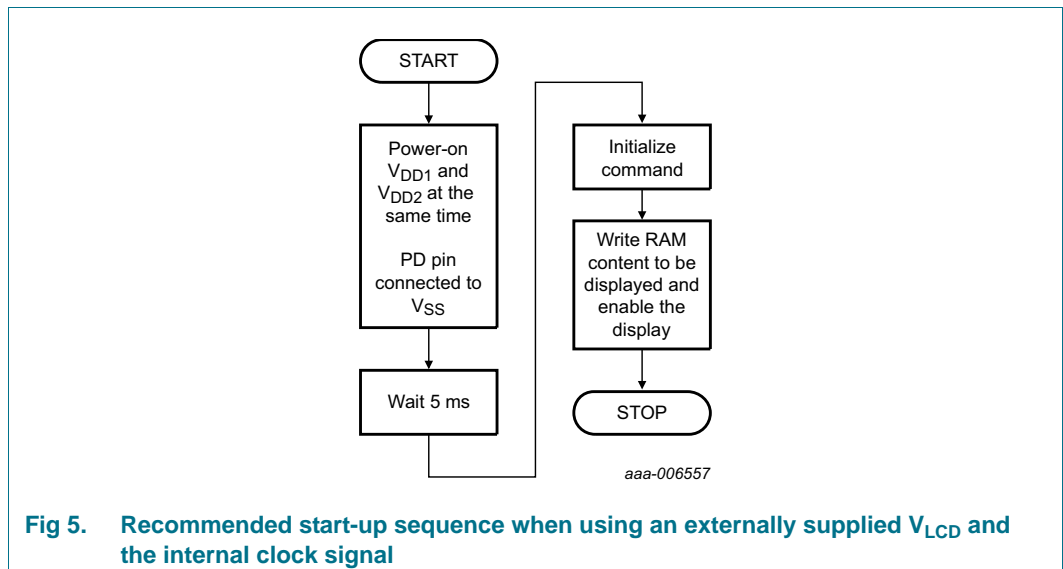 START
Power-on
VDD1 and
VDD2 at the
same time
PD pin
connected to
VSS
Wait 5 ms
Initialize
command
Write RAM
content to be
displayed and
enable the
display
STOP
aaa-006557
Fig 5. Recommended start-up sequence when using an externally supplied VLCD and
the internal clock signal